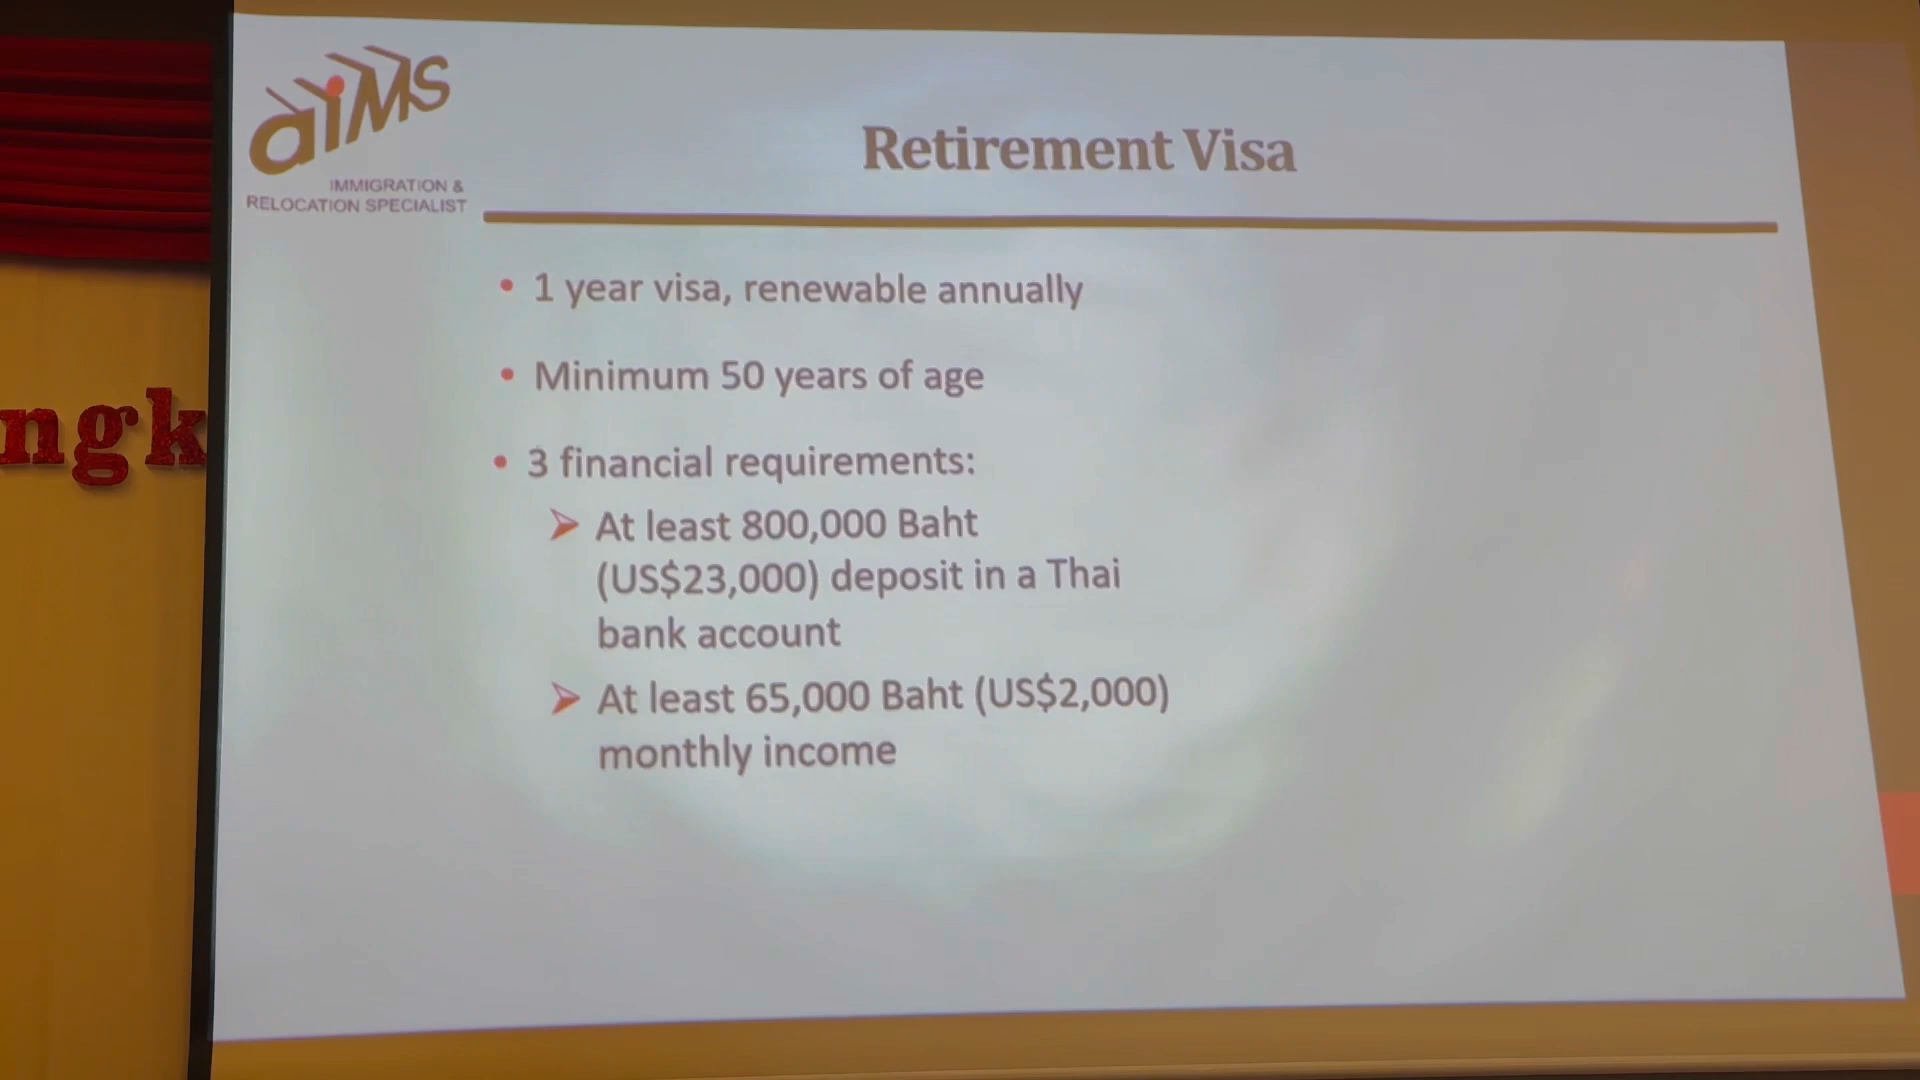 aiMs
IMMIGRATION &
RELOCATION SPECIALIST
Retirement Visa
• 1 year visa, renewable annually
• Minimum 50 years of age
• 3 financial requirements:
➢ At least 800,000 Baht
(US$23,000) deposit in a Thai
bank account
➢ At least 65,000 Baht (US$2,000)
monthly income
ngk